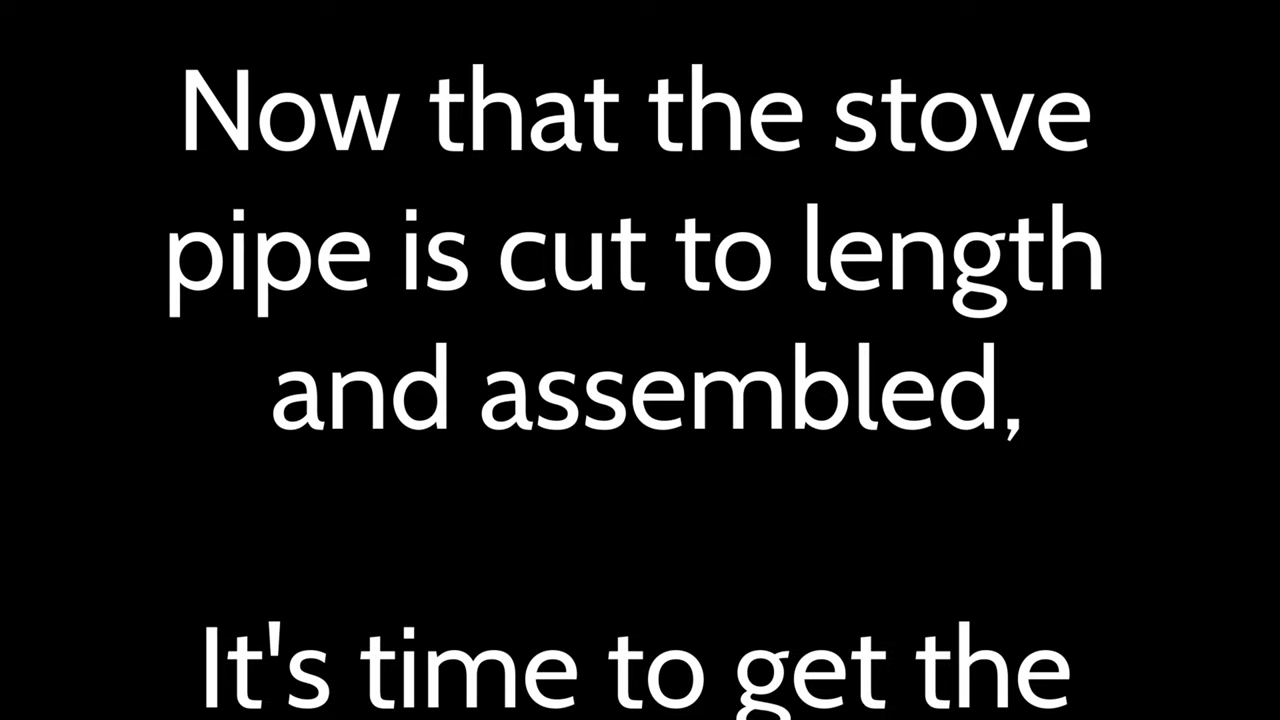 Now that the stove
pipe is cut to length
and assembled,
It's time to get the